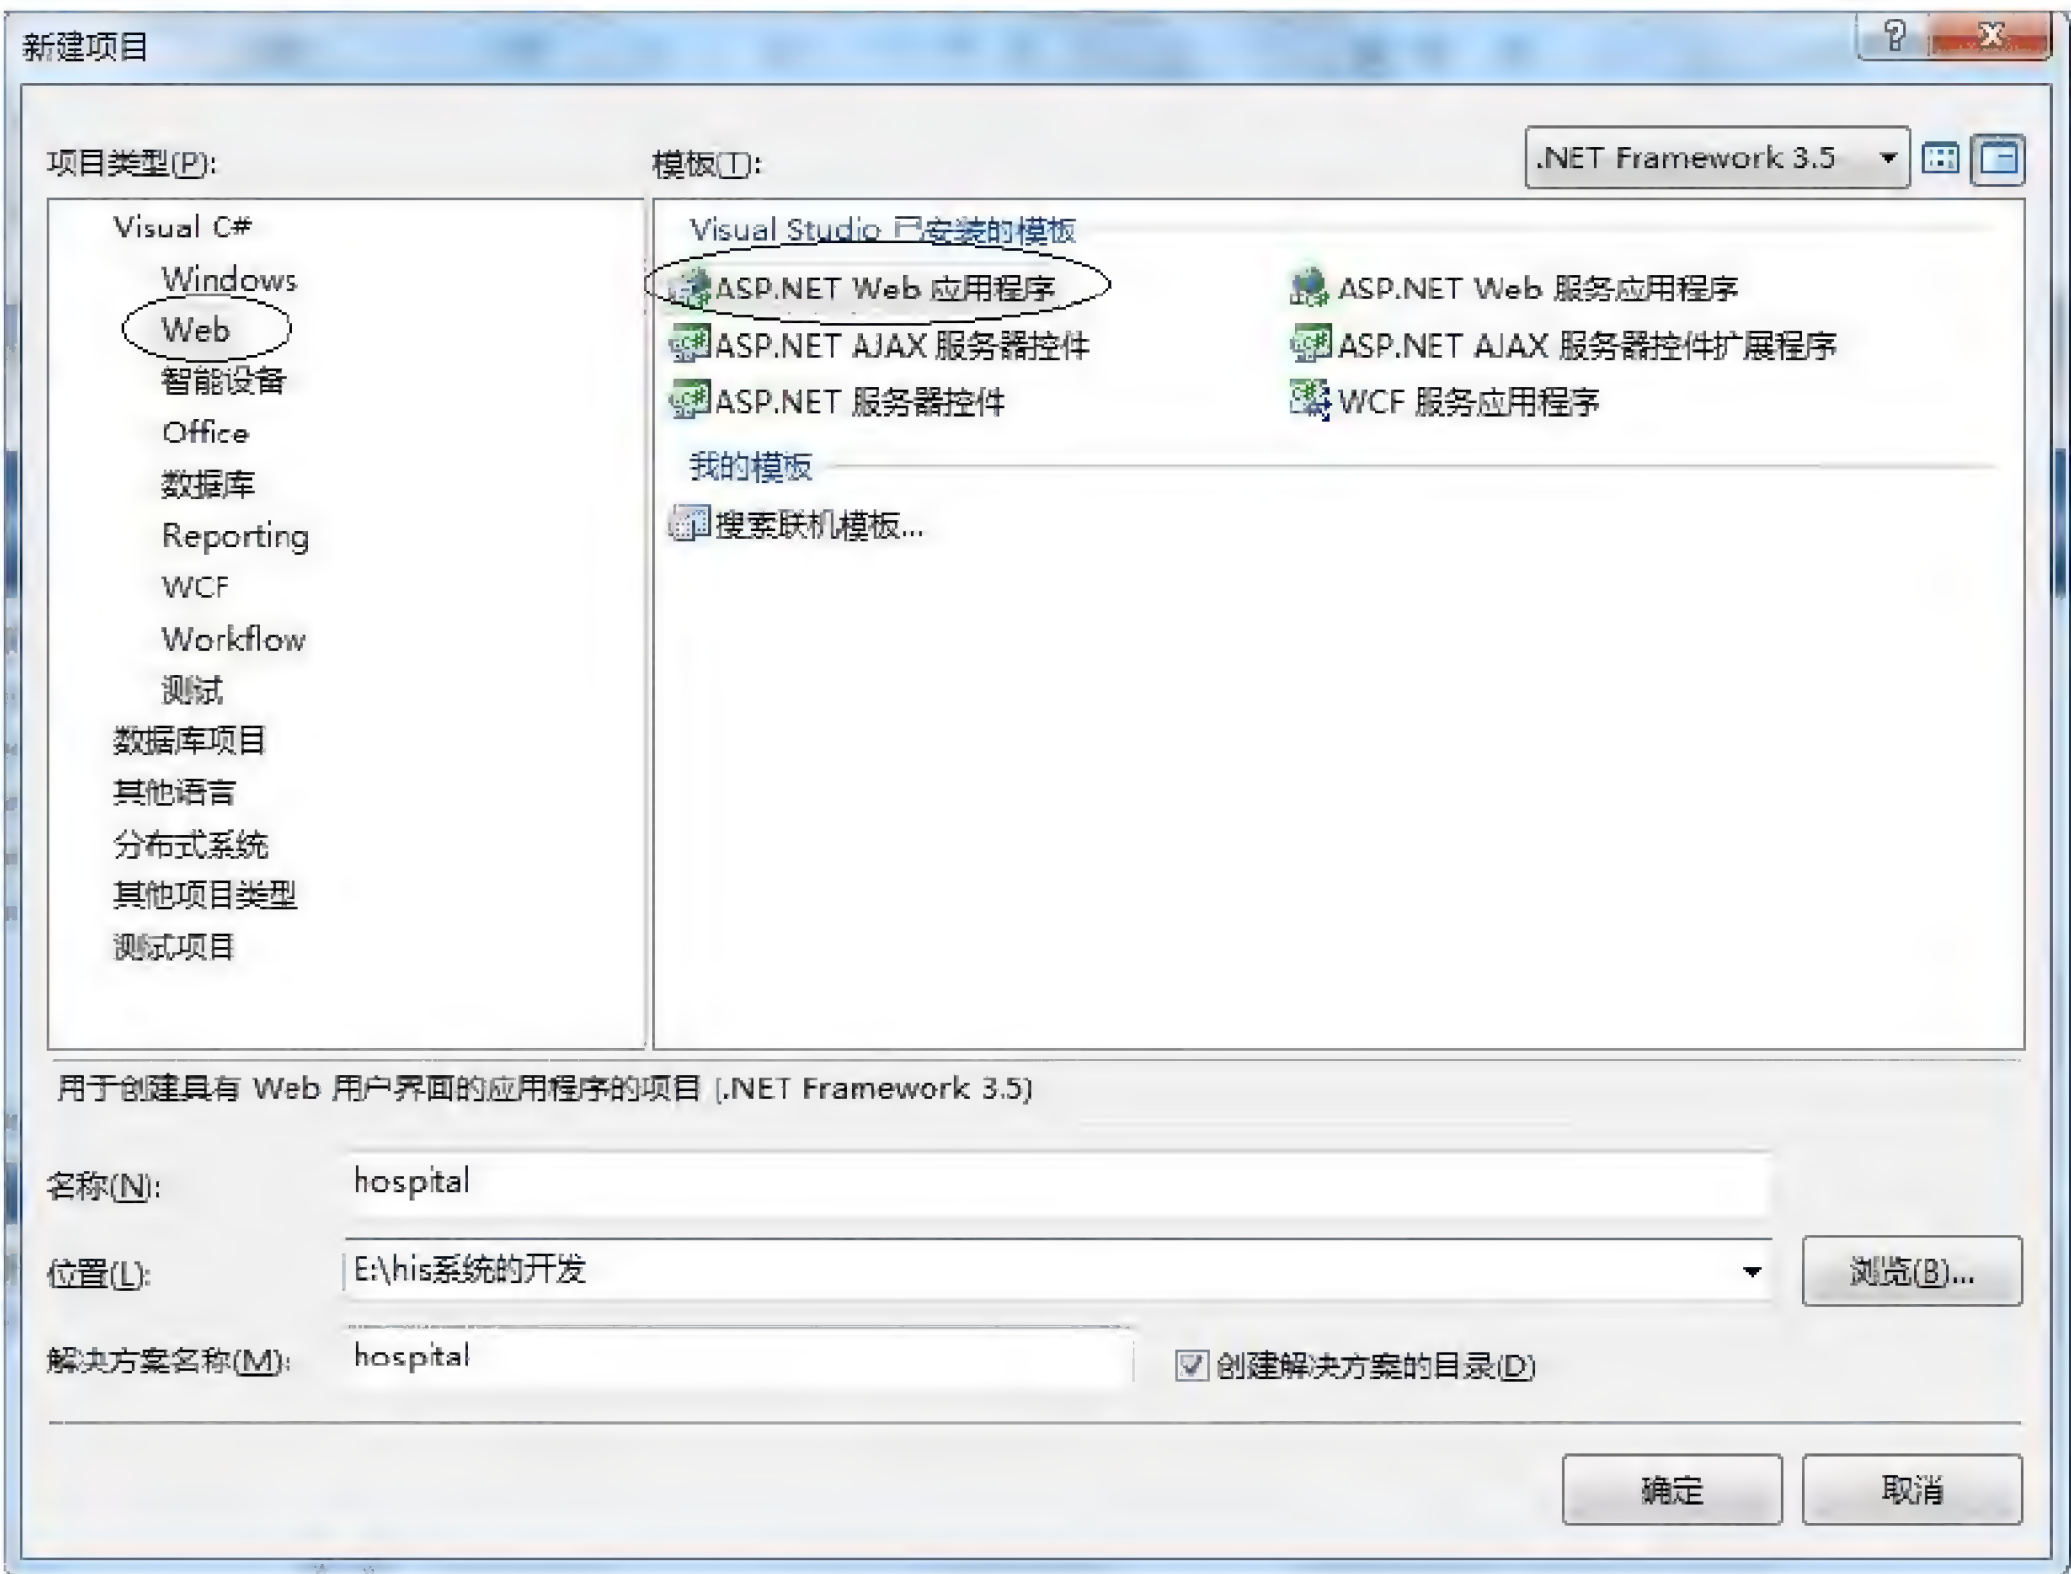 新建项目
项目类型(P):
模板(T):
.NET Framework 3.5
Visual C#
Windows
Web
智能设备
Office
数据库
Reporting
WCF
Workflow
测试
数据库项目
其他语言
分布式系统
其他项目类型
测试项目
Visual Studio 已安装的模板
ASP.NET Web 应用程序
ASP.NET Web 服务应用程序
ASP.NET AJAX 服务器控件
ASP.NET AJAX 服务器控件扩展程序
ASP.NET 服务器控件
WCF 服务应用程序
我的模板
搜索联机模板...
用于创建具有 Web 用户界面的应用程序的项目 (.NET Framework 3.5)
名称(N):
hospital
位置(L):
E:\his系统的开发
浏览(B)...
解决方案名称(M):
hospital
创建解决方案的目录(D)
确定
取消